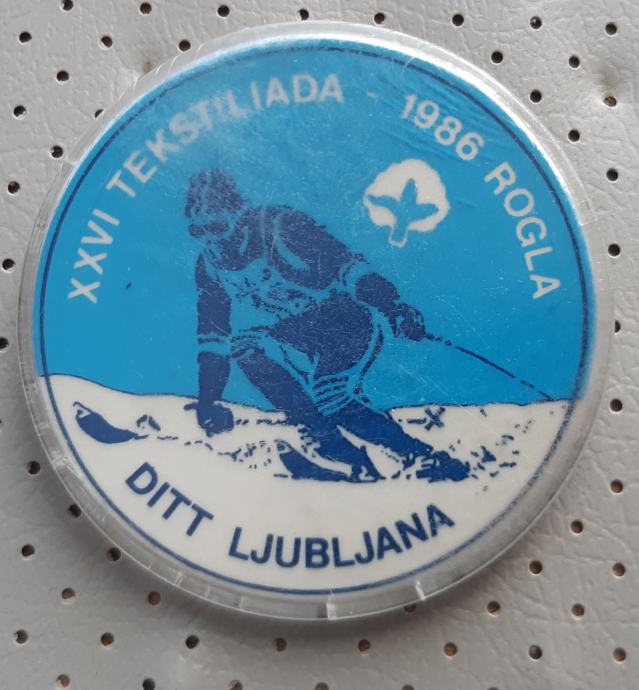 XXVI TEKSTILIADA - 1986 ROGLA
DITT LJUBLJANA